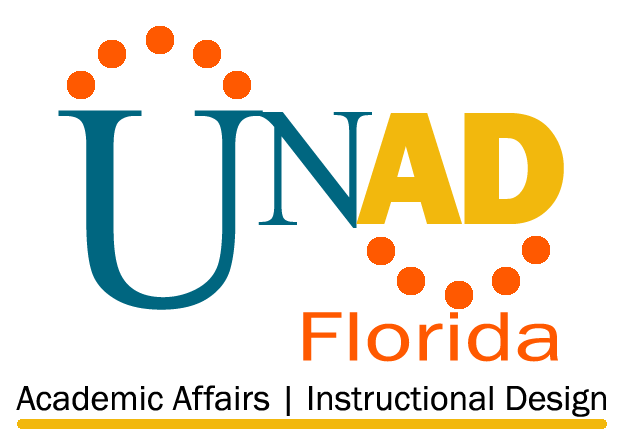 UNAD
Florida
Academic Affairs | Instructional Design